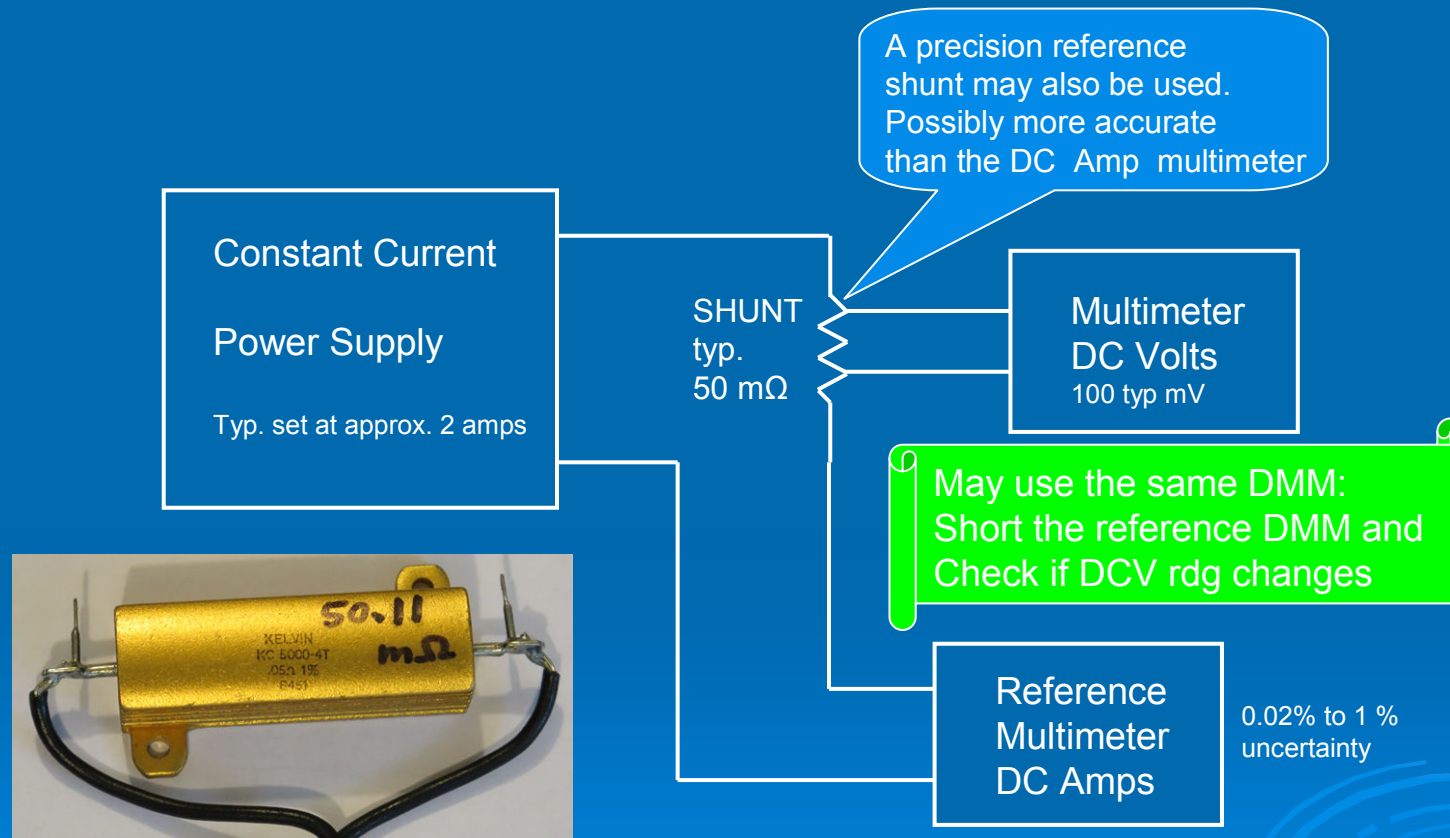 A precision reference
shunt may also be used.
Possibly more accurate
than the DC Amp multimeter
Constant Current
Power Supply
Typ. set at approx. 2 amps
SHUNT
typ.
50 mΩ
Multimeter
DC Volts
100 typ mV
May use the same DMM:
Short the reference DMM and
Check if DCV rdg changes
50.11
mΩ
KELVIN
KC 5000-4T
.05Ω 1%
Reference
Multimeter
DC Amps
0.02% to 1 %
uncertainty